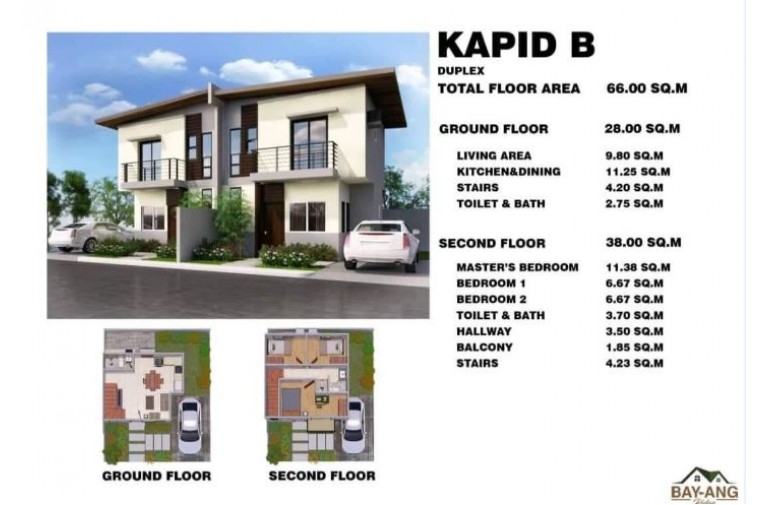 KAPID B
DUPLEX
TOTAL FLOOR AREA 66.00 SQ.M
GROUND FLOOR 28.00 SQ.M
LIVING AREA 9.80 SQ.M
KITCHEN&DINING 11.25 SQ.M
STAIRS 4.20 SQ.M
TOILET & BATH 2.75 SQ.M
SECOND FLOOR 38.00 SQ.M
MASTER'S BEDROOM 11.38 SQ.M
BEDROOM 1 6.67 SQ.M
BEDROOM 2 6.67 SQ.M
TOILET & BATH 3.70 SQ.M
HALLWAY 3.50 SQ.M
BALCONY 1.85 SQ.M
STAIRS 4.23 SQ.M
GROUND FLOOR
SECOND FLOOR
BAY-ANG